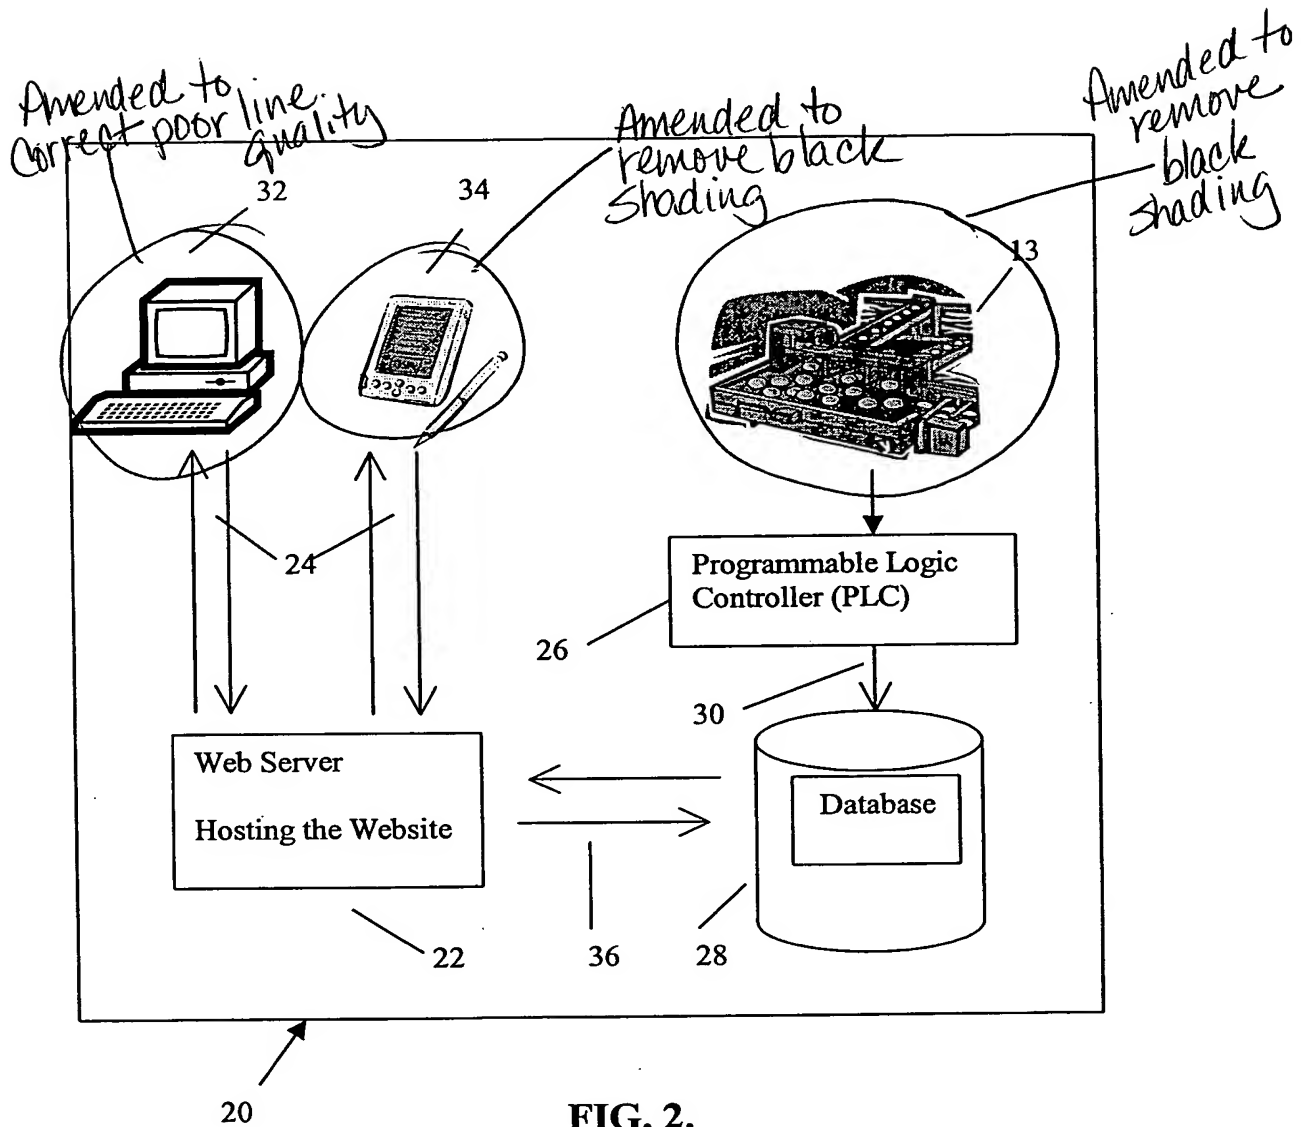 Amended to
correct poor line
quality
Amended to
remove black
shading
Amended to
remove
black
shading
32
34
13
24
Programmable Logic
Controller (PLC)
26
30
Web Server
Hosting the Website
Database
22
36
28
20
FIG. 2.